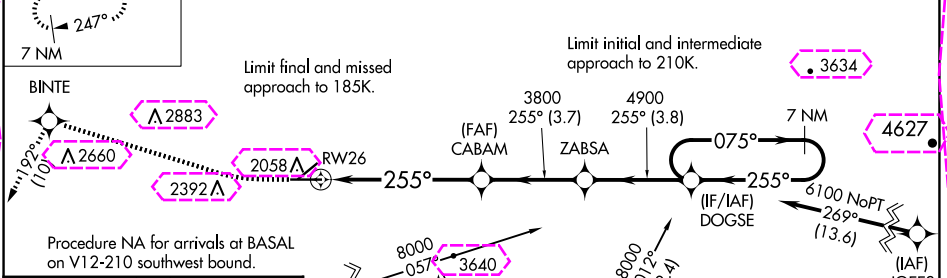 247°
7 NM
BINTE
2883
2660
192°
(10)
2392
2058
RW26
Limit final and missed
approach to 185K.
Limit initial and intermediate
approach to 210K.
3634
4627
3800
255° (3.7)
4900
255° (3.8)
7 NM
(FAF)
CABAM
ZABSA
075°
255°
255°
(IF/IAF)
DOGSE
6100 NoPT
269°
(13.6)
(IAF)
Procedure NA for arrivals at BASAL
on V12-210 southwest bound.
8000
057°
3640
8000
012°